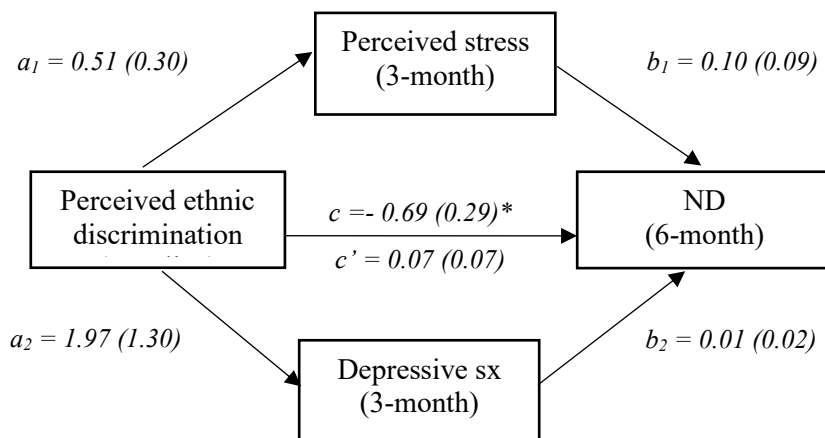 Perceived stress
(3-month)
a1 = 0.51 (0.30)
b1 = 0.10 (0.09)
Perceived ethnic
discrimination
c =- 0.69 (0.29)*
c’ = 0.07 (0.07)
ND
(6-month)
a2 = 1.97 (1.30)
b2 = 0.01 (0.02)
Depressive sx
(3-month)